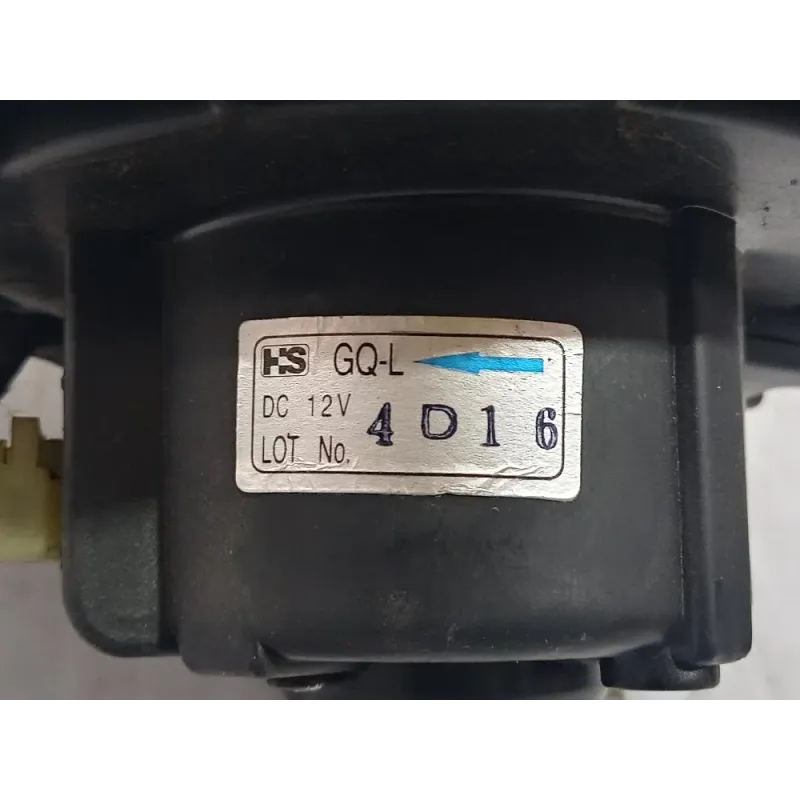 HS GQ-L
DC 12V
LOT No. 4D16